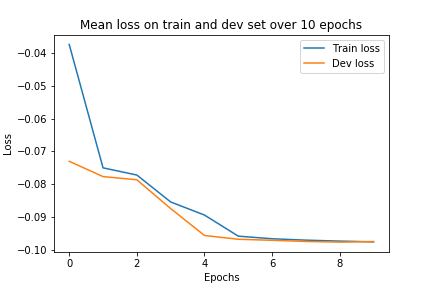 Mean loss on train and dev set over 10 epochs
Train loss
Dev loss
−0.04
−0.05
−0.06
−0.07
−0.08
−0.09
−0.10
Loss
0 2 4 6 8
Epochs